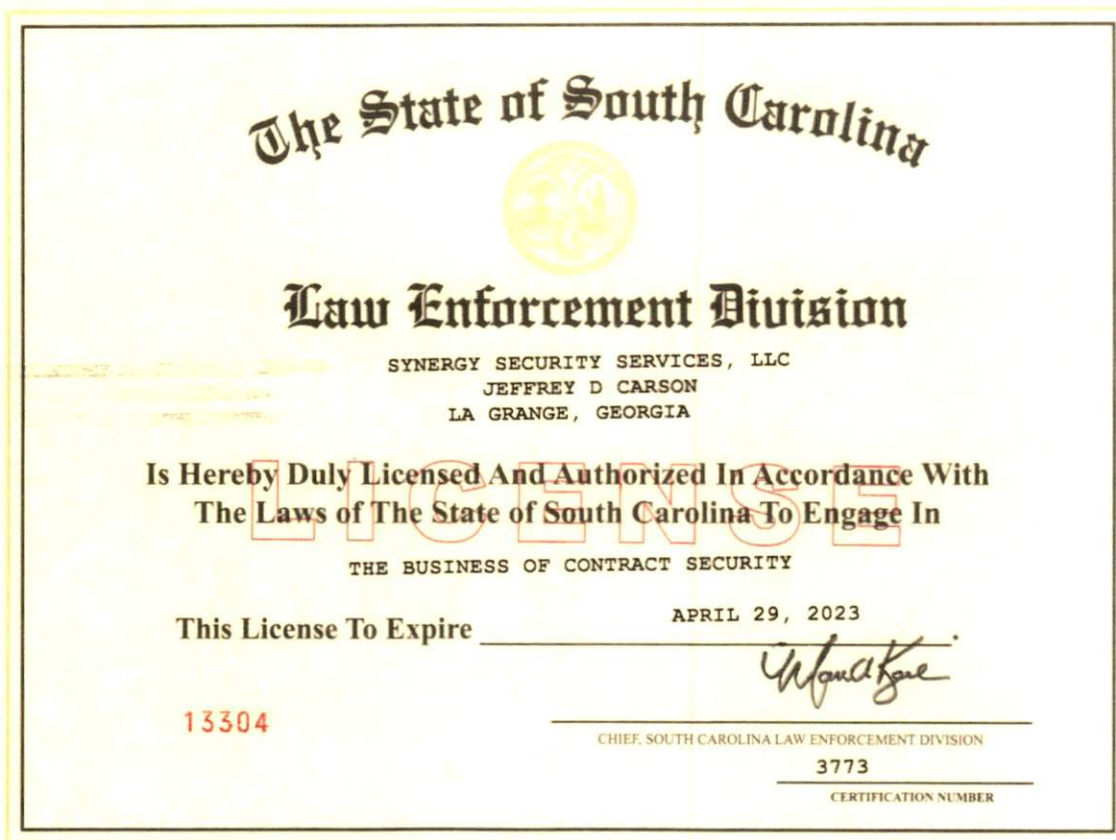 The State of South Carolina
Law Enforcement Division
SYNERGY SECURITY SERVICES, LLC
JEFFREY D CARSON
LA GRANGE, GEORGIA
LICENSE
Is Hereby Duly Licensed And Authorized In Accordance With
The Laws of The State of South Carolina To Engage In
THE BUSINESS OF CONTRACT SECURITY
This License To Expire APRIL 29, 2023.
13304
CHIEF, SOUTH CAROLINA LAW ENFORCEMENT DIVISION
3773
CERTIFICATION NUMBER